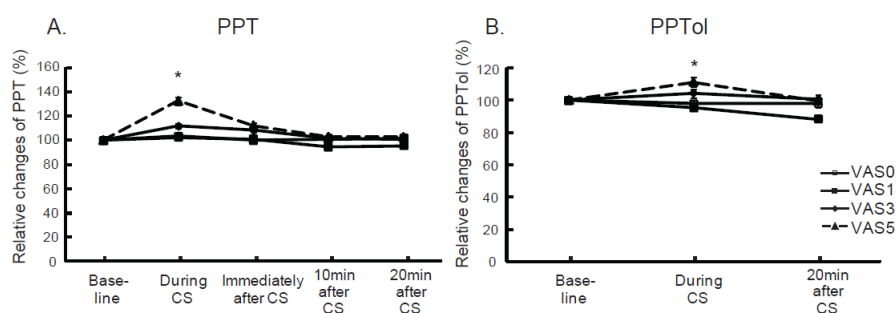 A.
PPT
Relative changes of PPT (%)
160
140
120
100
80
60
40
20
0
*
Base-
line
During
CS
Immediately
after CS
10min
after
CS
20min
after CS
B.
PPTol
Relative changes of PPTol (%)
120
100
80
60
40
20
0
*
Base-
line
During
CS
20min
after CS
VAS0
VAS1
VAS3
VAS5